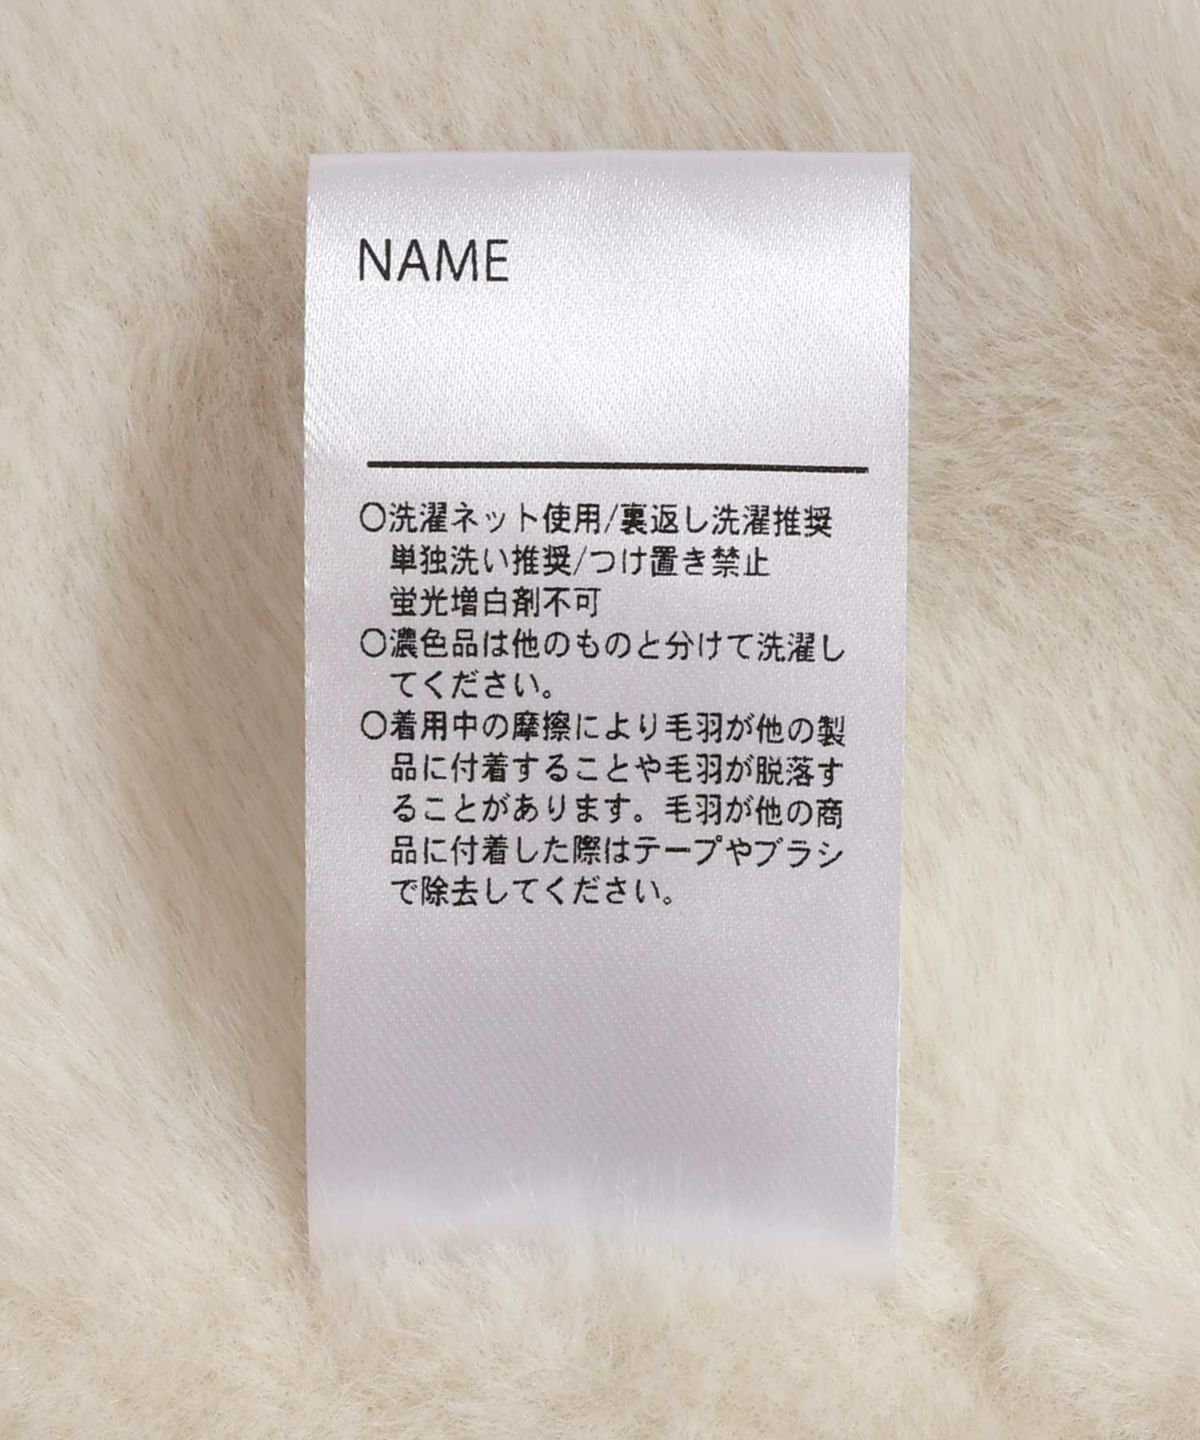 NAME
○洗濯ネット使用/裏返し洗濯推奨
単独洗い推奨/つけ置き禁止
蛍光増白剤不可
○濃色品は他のものと分けて洗濯し
てください。
○着用中の摩擦により毛羽が他の製
品に付着することや毛羽が脱落す
ることがあります。毛羽が他の商
品に付着した際はテープやブラシ
で除去してください。